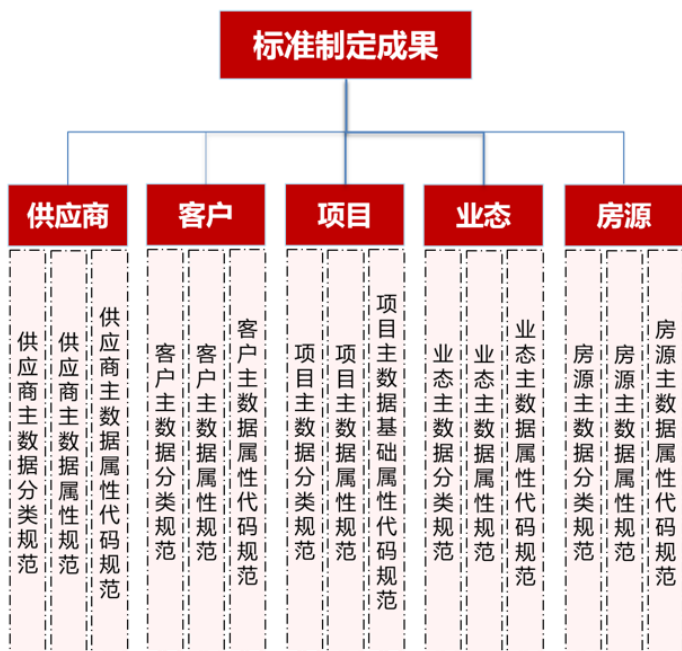 标准制定成果
供应商
客户
项目
业态
房源
供应商主数据分类规范
供应商主数据属性规范
供应商主数据属性代码规范
客户主数据分类规范
客户主数据属性规范
客户主数据属性代码规范
项目主数据分类规范
项目主数据属性规范
项目主数据基础属性代码规范
业态主数据分类规范
业态主数据属性规范
业态主数据属性代码规范
房源主数据分类规范
房源主数据属性规范
房源主数据属性代码规范